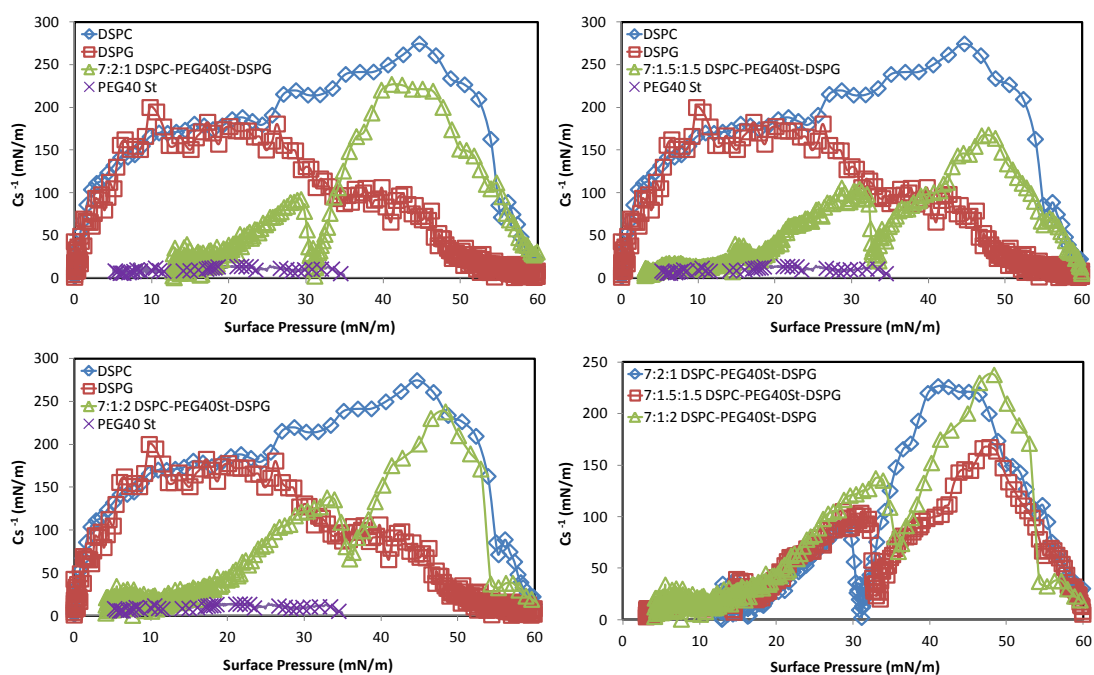 300
250
200
150
100
50
0
Cs⁻¹ (mN/m)
DSPC
DSPG
7:2:1 DSPC-PEG40St-DSPG
PEG40 St
0 10 20 30 40 50 60
Surface Pressure (mN/m)
300
250
200
150
100
50
0
Cs⁻¹ (mN/m)
DSPC
DSPG
7:1.5:1.5 DSPC-PEG40St-DSPG
PEG40 St
0 10 20 30 40 50 60
Surface Pressure (mN/m)
300
250
200
150
100
50
0
Cs⁻¹ (mN/m)
DSPC
DSPG
7:1:2 DSPC-PEG40St-DSPG
PEG40 St
0 10 20 30 40 50 60
Surface Pressure (mN/m)
250
200
150
100
50
0
Cs⁻¹ (mN/m)
7:2:1 DSPC-PEG40St-DSPG
7:1.5:1.5 DSPC-PEG40St-DSPG
7:1:2 DSPC-PEG40St-DSPG
0 10 20 30 40 50 60
Surface Pressure (mN/m)